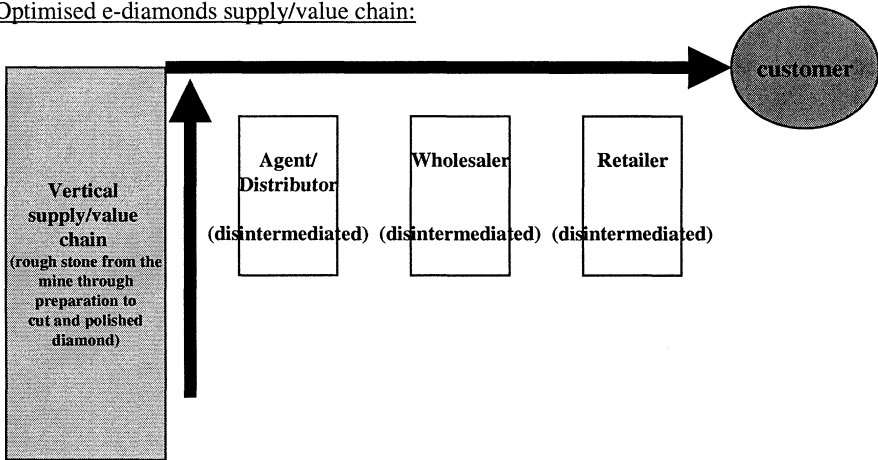 Optimised e-diamonds supply/value chain:
customer
Vertical
supply/value
chain
(rough stone from the
mine through
preparation to
cut and polished
diamond)
Agent/
Distributor
(disintermediated)
Wholesaler
(disintermediated)
Retailer
(disintermediated)